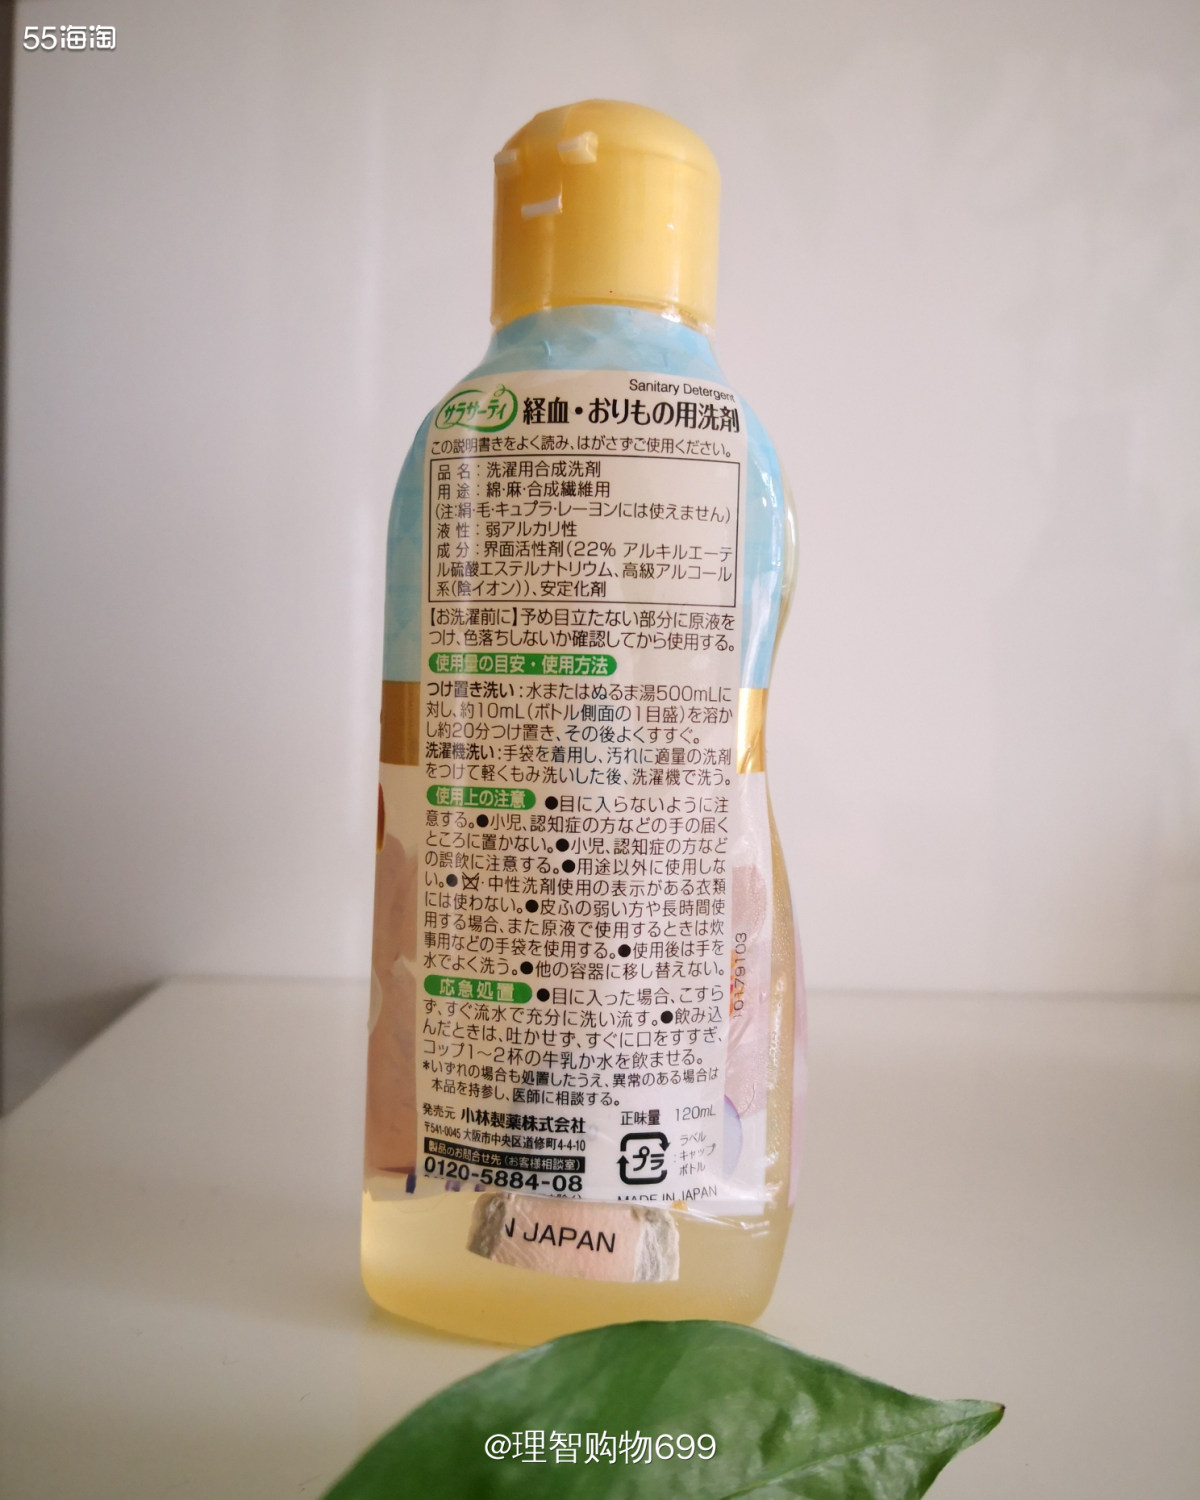 55海淘
Sanitary Detergent
サラサーティ 経血・おりもの用洗剤
この説明書きをよく読み、はがさずご使用ください。
品 名：洗濯用合成洗剤
用 途：綿・麻・合成繊維用
(注:絹・毛・キュプラ・レーヨンには使えません)
液 性：弱アルカリ性
成 分：界面活性剤(22% アルキルエーテ
ル硫酸エステルナトリウム、高級アルコール
系(陰イオン))、安定化剤
【お洗濯前に】予め目立たない部分に原液を
つけ、色落ちしないか確認してから使用する。
使用量の目安・使用方法
つけ置き洗い：水またはぬるま湯500mLに
対し、約10mL(ボトル側面の1目盛)を溶か
し約20分つけ置き、その後よくすすぐ。
洗濯機洗い：手袋を着用し、汚れに適量の洗剤
をつけて軽くもみ洗いした後、洗濯機で洗う。
使用上の注意 ●目に入らないように注
意する。●小児、認知症の方などの手の届く
ところに置かない。●小児、認知症の方など
の誤飲に注意する。●用途以外に使用しな
い。●・中性洗剤使用の表示がある衣類
には使わない。●皮ふの弱い方や長時間使
用する場合、また原液で使用するときは炊
事用などの手袋を使用する。●使用後は手を
水でよく洗う。●他の容器に移し替えない。
応急処置 ●目に入った場合、こすら
ず、すぐ流水で充分に洗い流す。●飲み込
んだときは、吐かせず、すぐに口をすすぎ、
コップ1〜2杯の牛乳か水を飲ませる。
*いずれの場合も処置したうえ、異常のある場合は
本品を持参し、医師に相談する。
発売元 小林製薬株式会社
〒541-0045 大阪市中央区道修町4-4-10
製品のお問合せ先(お客様相談室)
0120-5884-08
正味量 120mL
プラ
ラベル
キャップ
ボトル
MADE IN JAPAN
N JAPAN
@理智购物699